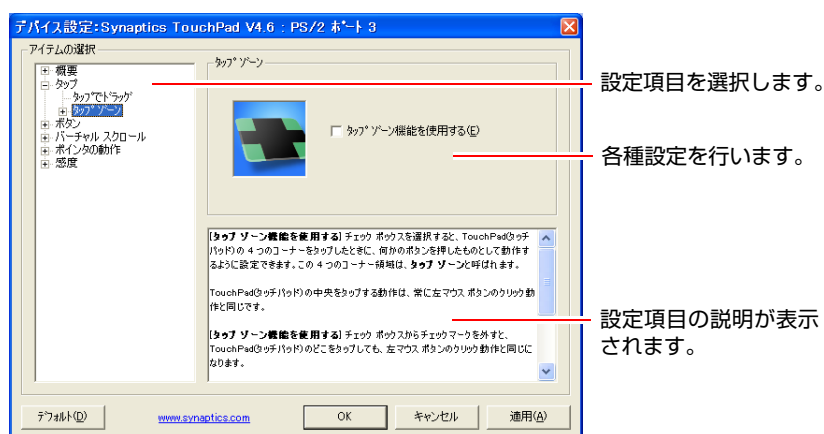 デバイス設定:Synaptics TouchPad V4.6 : PS/2 ﾎﾟｰﾄ 3
アイテムの選択
概要
タップ
ﾀｯﾌﾟでﾄﾞﾗｯｸﾞ
ﾀｯﾌﾟ ｿﾞｰﾝ
ボタン
バーチャル スクロール
ポインタの動作
感度
ﾀｯﾌﾟ ｿﾞｰﾝ
ﾀｯﾌﾟ ｿﾞｰﾝ機能を使用する(E)
[タップ ゾーン機能を使用する] チェック ボックスを選択すると、TouchPad(タッチ
パッド)の 4 つのコーナーをタップしたときに、何かのボタンを押したものとして動作す
るように設定できます。この 4 つのコーナー領域は、タップ ゾーンと呼ばれます。
TouchPad(タッチパッド)の中央をタップする動作は、常に左マウス ボタンのクリック動
作と同じです。
[タップ ゾーン機能を使用する] チェック ボックスからチェックマークを外すと、
TouchPad(タッチパッド)のどこをタップしても、左マウス ボタンのクリック動作と同じに
なります。
ﾃﾞﾌｫﾙﾄ(D)
www.synaptics.com
OK
キャンセル
適用(A)
設定項目を選択します。
各種設定を行います。
設定項目の説明が表示
されます。